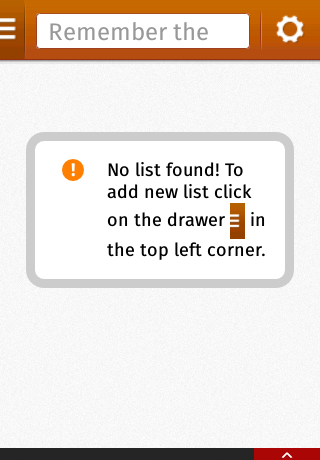 Remember the
No list found! To
add new list click
on the drawer in
the top left corner.